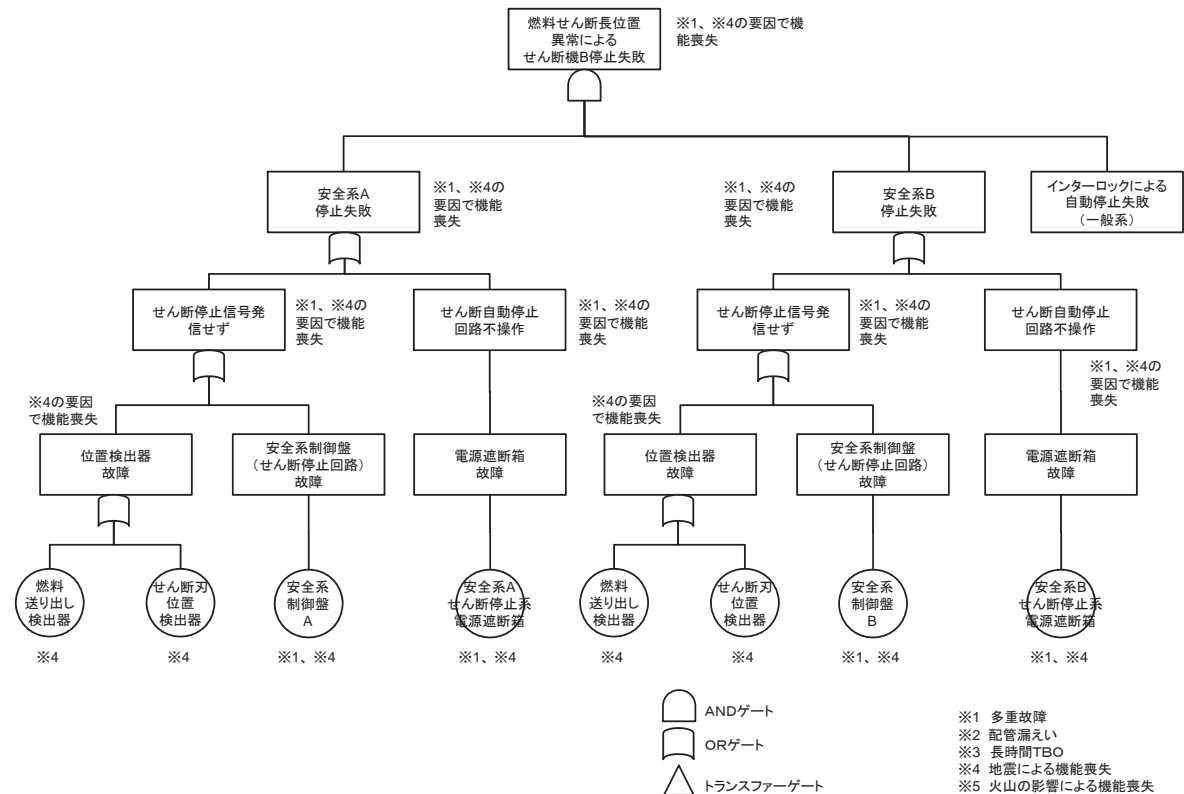 燃料せん断長位置
異常による
せん断機B停止失敗
※1、※4の要因で機
能喪失
安全系A
停止失敗
※1、※4の
要因で機能
喪失
※1、※4の
要因で機能
喪失
安全系B
停止失敗
インターロックによる
自動停止失敗
（一般系）
せん断停止信号発
信せず
※1、※4の
要因で機能
喪失
せん断自動停止
回路不操作
※1、※4の
要因で機能
喪失
せん断停止信号発
信せず
※1、※4の
要因で機能
喪失
せん断自動停止
回路不操作
※1、※4の
要因で機能
喪失
※4の要因
で機能喪失
位置検出器
故障
安全系制御盤
（せん断停止回路）
故障
電源遮断箱
故障
※4の要因
で機能喪失
位置検出器
故障
安全系制御盤
（せん断停止回路）
故障
電源遮断箱
故障
燃料
送り出し
検出器
せん断刃
位置
検出器
安全系
制御盤
A
安全系A
せん断停止系
電源遮断箱
燃料
送り出し
検出器
せん断刃
位置
検出器
安全系
制御盤
B
安全系B
せん断停止系
電源遮断箱
※4
※4
※1、※4
※1、※4
※4
※4
※1、※4
※1、※4
ANDゲート
ORゲート
トランスファーゲート
※1 多重故障
※2 配管漏えい
※3 長時間TBO
※4 地震による機能喪失
※5 火山の影響による機能喪失